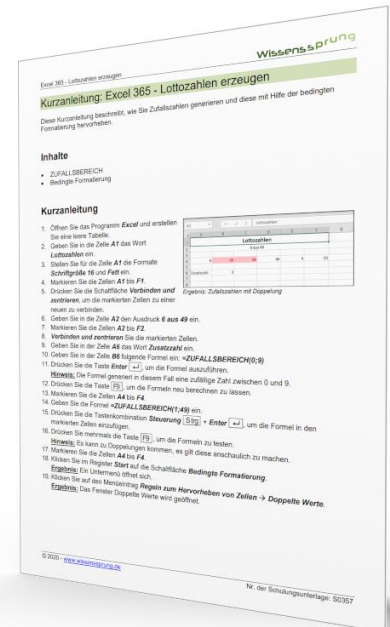 Wissenssprung
Excel 365 - Lottozahlen erzeugen
Kurzanleitung: Excel 365 - Lottozahlen erzeugen
Diese Kurzanleitung beschreibt, wie Sie Zufallszahlen generieren und diese mit Hilfe der bedingten
Formatierung hervorheben.
Inhalte
• ZUFALLSBEREICH
• Bedingte Formatierung
Kurzanleitung
1. Öffnen Sie das Programm Excel und erstellen
Sie eine leere Tabelle.
2. Geben Sie in die Zelle A1 das Wort
Lottozahlen ein.
3. Stellen Sie für die Zelle A1 die Formate
Schriftgröße 16 und Fett ein.
4. Markieren Sie die Zellen A1 bis F1.
5. Drücken Sie die Schaltfläche Verbinden und
zentrieren, um die markierten Zellen zu einer
neuen zu verbinden.
Lottozahlen
6 aus 49
Ergebnis: Zufallszahlen mit Doppelung
6. Geben Sie in die Zelle A2 den Ausdruck 6 aus 49 ein.
7. Markieren Sie die Zellen A2 bis F2.
8. Verbinden und zentrieren Sie die markierten Zellen.
9. Geben Sie in der Zelle A6 das Wort Zusatzzahl ein.
10. Geben Sie in der Zelle B6 folgende Formel ein: =ZUFALLSBEREICH(0;9)
11. Drücken Sie die Taste Enter ↵, um die Formel auszuführen.
Hinweis: Die Formel generiert in diesem Fall eine zufällige Zahl zwischen 0 und 9.
12. Drücken Sie die Taste F9, um die Formeln neu berechnen zu lassen.
13. Markieren Sie die Zellen A4 bis F4.
14. Geben Sie die Formel =ZUFALLSBEREICH(1;49) ein.
15. Drücken Sie die Tastenkombination Steuerung Strg + Enter ↵, um die Formel in den
markierten Zellen einzufügen.
16. Drücken Sie mehrmals die Taste F9, um die Formeln zu testen.
Hinweis: Es kann zu Doppelungen kommen, es gilt diese anschaulich zu machen.
17. Markieren Sie die Zellen A4 bis F4.
18. Klicken Sie im Register Start auf die Schaltfläche Bedingte Formatierung.
Ergebnis: Ein Untermenü öffnet sich.
19. Klicken Sie auf den Menüeintrag Regeln zum Hervorheben von Zellen → Doppelte Werte.
Ergebnis: Das Fenster Doppelte Werte wird geöffnet.
© 2020 - www.wissenssprung.de
Nr. der Schulungsunterlage: S0357